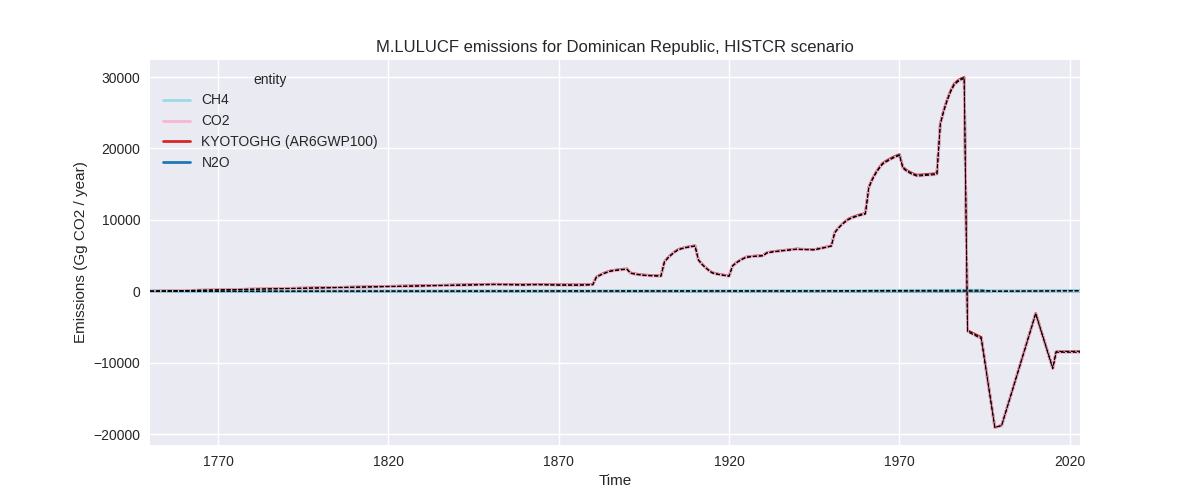 M.LULUCF emissions for Dominican Republic, HISTCR scenario
entity
CH4
CO2
KYOTOGHG (AR6GWP100)
N2O
Emissions (Gg CO2 / year)
30000
20000
10000
0
−10000
−20000
1770
1820
1870
1920
1970
2020
Time